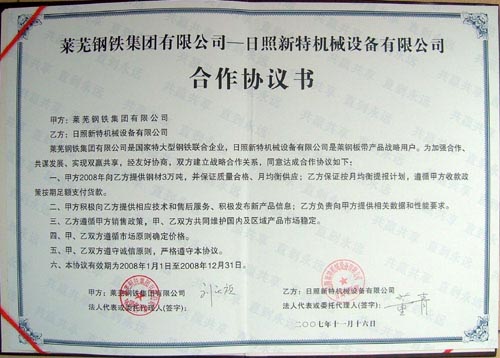 莱芜钢铁集团有限公司—日照新特机械设备有限公司
合作协议书
甲方：莱芜钢铁集团有限公司
乙方：日照新特机械设备有限公司
莱芜钢铁集团有限公司是国家特大型钢铁联合企业，日照新特机械设备有限公司是莱钢板带产品战略用户。为加强合作、
共谋发展、实现双赢共享，经友好协商，双方建立战略合作关系，同意达成合作协议如下：
一、甲方2008年向乙方提供钢材3万吨，并保证质量合格、月均衡供应；乙方保证按月均衡提报计划，遵循甲方收款政
策按期足额支付货款。
二、甲方积极向乙方提供相应技术和售后服务、积极发布新产品信息；乙方负责向甲方提供相关数据和性能要求。
三、乙方遵循甲方销售政策，甲、乙双方共同维护国内及区域产品市场稳定。
四、甲、乙双方遵循市场原则确定价格。
五、甲、乙双方遵守诚信原则，严格遵守本协议。
六、本协议有效期为2008年1月1日至2008年12月31日。
甲方：莱芜钢铁集团有限公司
法人代表或委托代理人(签字)：
乙方：日照新特机械设备有限公司
法人代表或委托代理人(签字)：
二〇〇七年十一月十六日